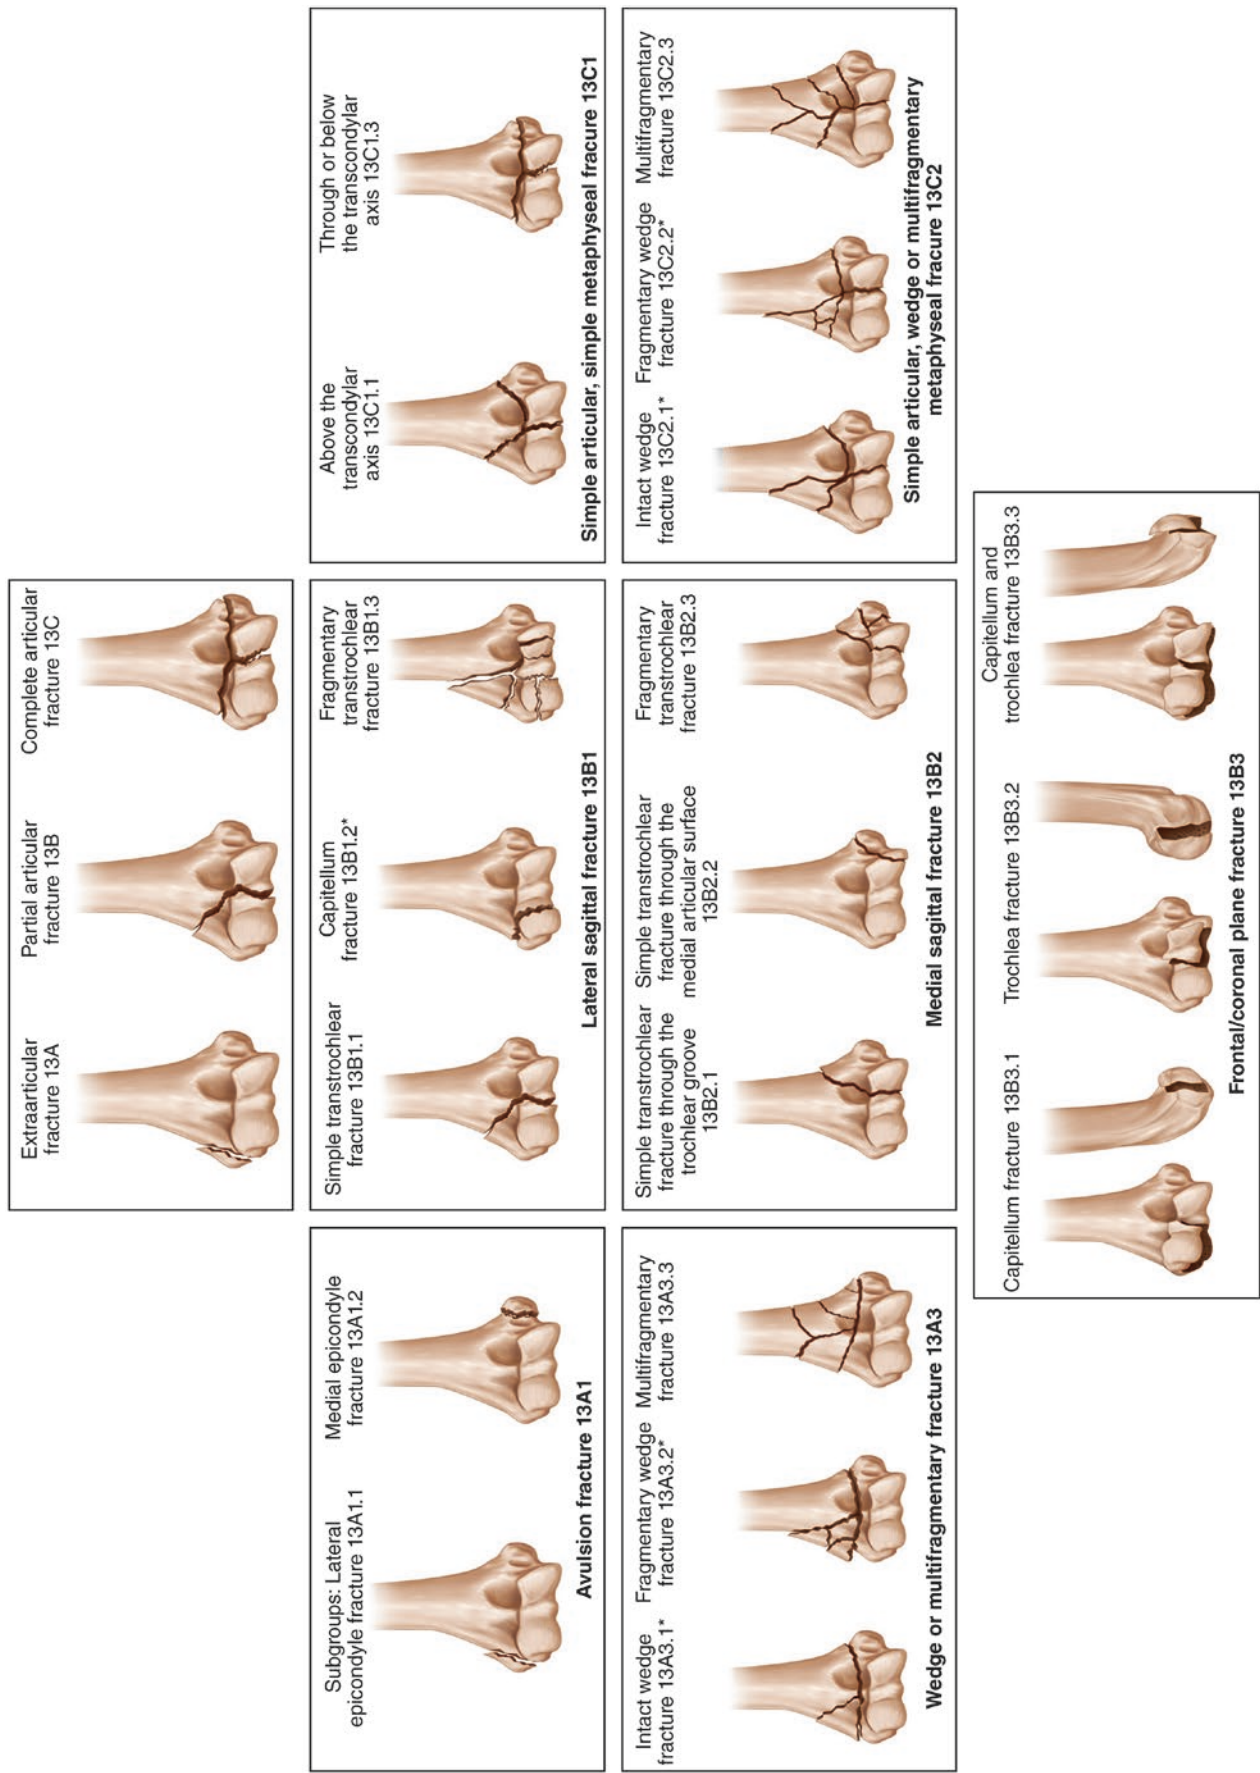 Extraarticular
fracture 13A
Partial articular
fracture 13B
Complete articular
fracture 13C
Subgroups: Lateral
epicondyle fracture 13A1.1
Medial epicondyle
fracture 13A1.2
Avulsion fracture 13A1
Simple transtrochlear
fracture 13B1.1
Capitellum
fracture 13B1.2*
Fragmentary
transtrochlear
fracture 13B1.3
Lateral sagittal fracture 13B1
Above the
transcondylar
axis 13C1.1
Through or below
the transcondylar
axis 13C1.3
Simple articular, simple metaphyseal fracure 13C1
Intact wedge
fracture 13A3.1*
Fragmentary wedge
fracture 13A3.2*
Multifragmentary
fracture 13A3.3
Wedge or multifragmentary fracture 13A3
Simple transtrochlear
fracture through the
trochlear groove
13B2.1
Simple transtrochlear
fracture through the
medial articular surface
13B2.2
Fragmentary
transtrochlear
fracture 13B2.3
Medial sagittal fracture 13B2
Intact wedge
fracture 13C2.1*
Fragmentary wedge
fracture 13C2.2*
Multifragmentary
fracture 13C2.3
Simple articular, wedge or multifragmentary
metaphyseal fracure 13C2
Capitellum fracture 13B3.1
Trochlea fracture 13B3.2
Capitellum and
trochlea fracture 13B3.3
Frontal/coronal plane fracture 13B3